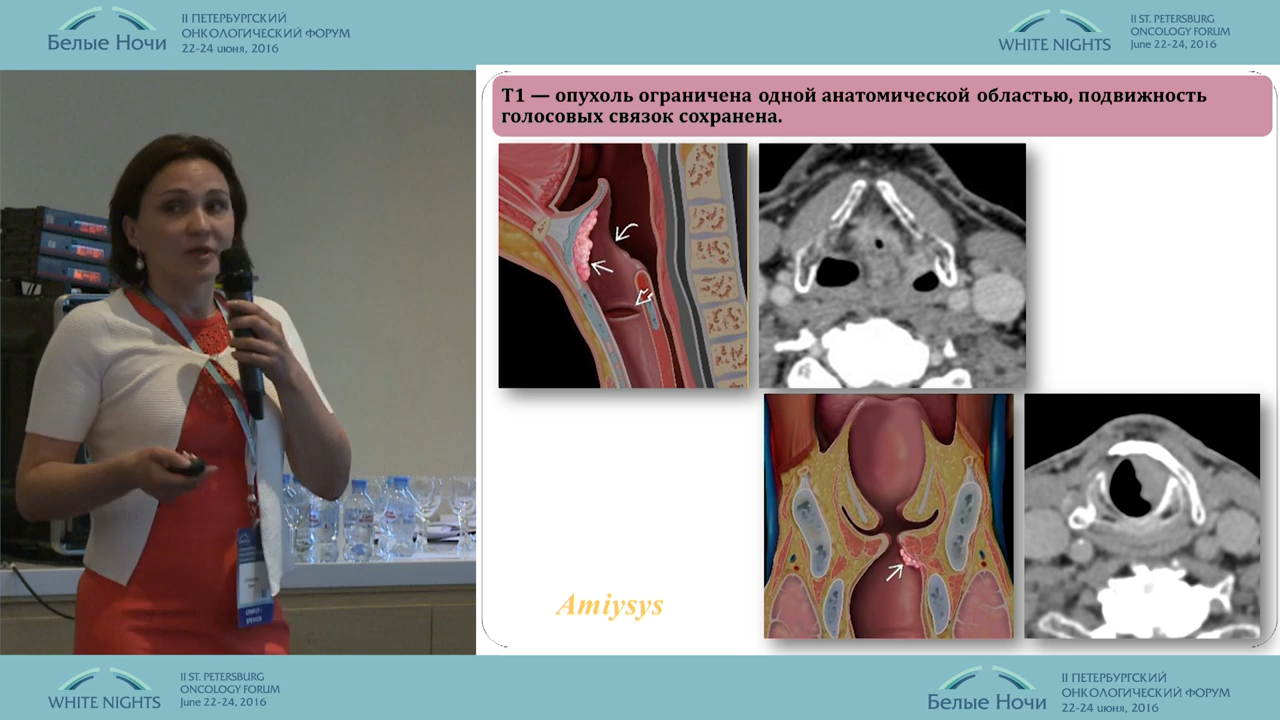 II ПЕТЕРБУРГСКИЙ
ОНКОЛОГИЧЕСКИЙ ФОРУМ
22-24 июня, 2016
Белые Ночи
WHITE NIGHTS
II ST. PETERSBURG
ONCOLOGY FORUM
June 22-24, 2016
Т1 — опухоль ограничена одной анатомической областью, подвижность
голосовых связок сохранена.
Amiysys
WHITE NIGHTS
II ST. PETERSBURG
ONCOLOGY FORUM
June 22-24, 2016
Белые Ночи
II ПЕТЕРБУРГСКИЙ
ОНКОЛОГИЧЕСКИЙ ФОРУМ
22-24 июня, 2016